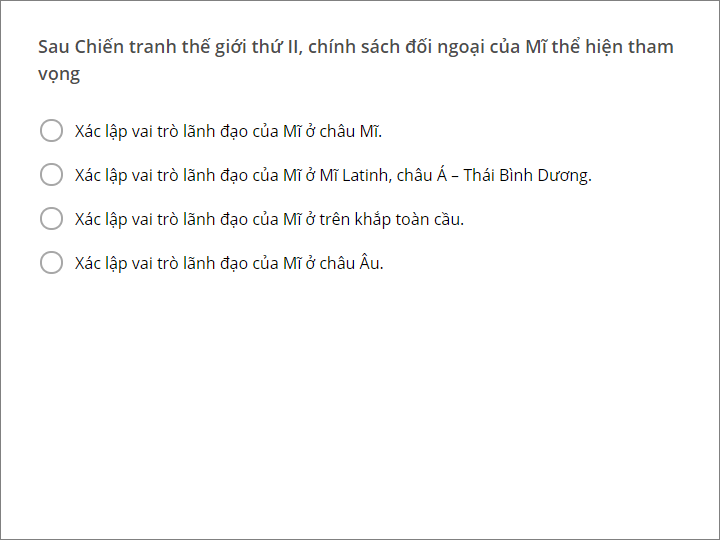 Sau Chiến tranh thế giới thứ II, chính sách đối ngoại của Mĩ thể hiện tham
vọng
Xác lập vai trò lãnh đạo của Mĩ ở châu Mĩ.
Xác lập vai trò lãnh đạo của Mĩ ở Mĩ Latinh, châu Á – Thái Bình Dương.
Xác lập vai trò lãnh đạo của Mĩ ở trên khắp toàn cầu.
Xác lập vai trò lãnh đạo của Mĩ ở châu Âu.